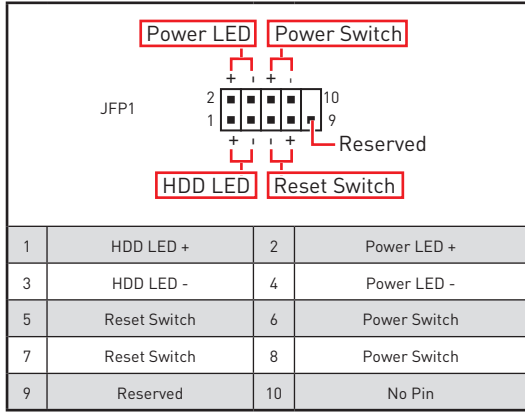 Power LED Power Switch
+ - + -
JFP1
2 10
1 9
+ - - +
Reserved
HDD LED Reset Switch
1 HDD LED + 2 Power LED +
3 HDD LED - 4 Power LED -
5 Reset Switch 6 Power Switch
7 Reset Switch 8 Power Switch
9 Reserved 10 No Pin